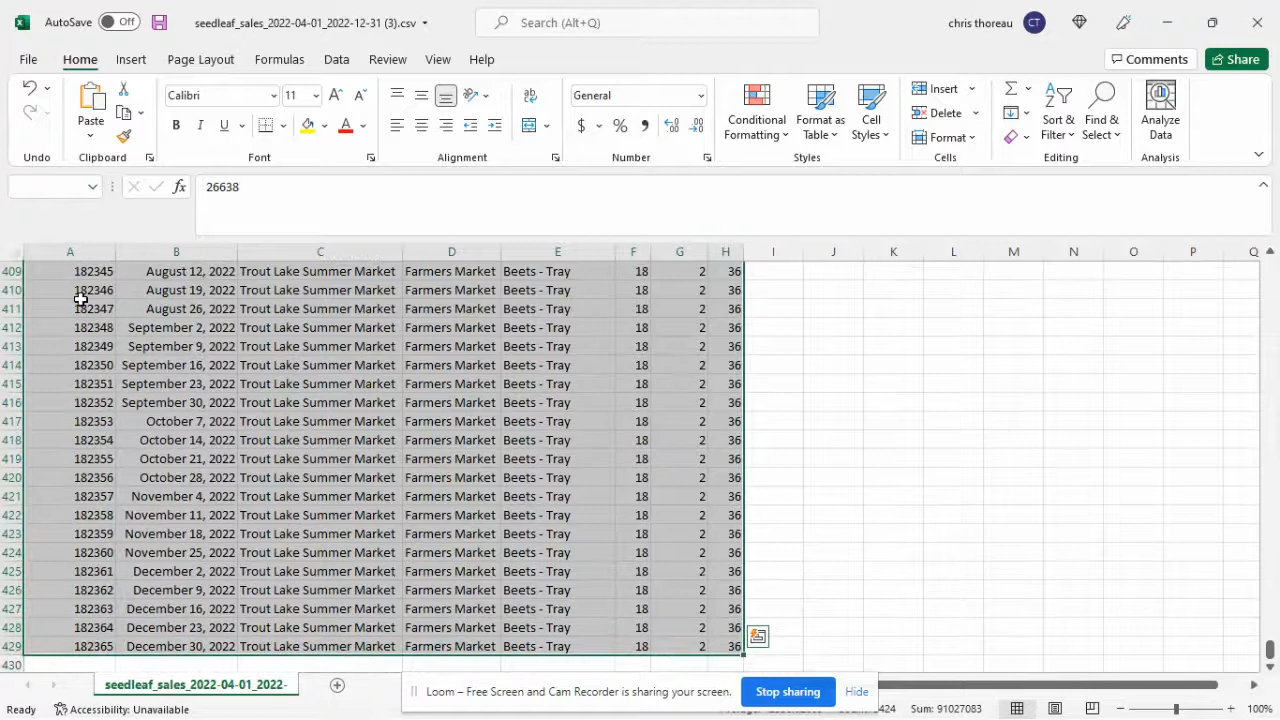 AutoSave Off seedleaf_sales_2022-04-01_2022-12-31 (3).csv Search (Alt+Q) chris thoreau CT
File Home Insert Page Layout Formulas Data Review View Help Comments Share
Calibri 11 General Insert
Paste B I U A Conditional Formatting Format as Table Cell Styles Delete Sort & Filter Find & Select Analyze Data
Format
Undo Clipboard Font Alignment Number Styles Cells Editing Analysis
fx 26638
A B C D E F G H I J K L M N O P Q
409 182345 August 12, 2022 Trout Lake Summer Market Farmers Market Beets - Tray 18 2 36
410 182346 August 19, 2022 Trout Lake Summer Market Farmers Market Beets - Tray 18 2 36
411 182347 August 26, 2022 Trout Lake Summer Market Farmers Market Beets - Tray 18 2 36
412 182348 September 2, 2022 Trout Lake Summer Market Farmers Market Beets - Tray 18 2 36
413 182349 September 9, 2022 Trout Lake Summer Market Farmers Market Beets - Tray 18 2 36
414 182350 September 16, 2022 Trout Lake Summer Market Farmers Market Beets - Tray 18 2 36
415 182351 September 23, 2022 Trout Lake Summer Market Farmers Market Beets - Tray 18 2 36
416 182352 September 30, 2022 Trout Lake Summer Market Farmers Market Beets - Tray 18 2 36
417 182353 October 7, 2022 Trout Lake Summer Market Farmers Market Beets - Tray 18 2 36
418 182354 October 14, 2022 Trout Lake Summer Market Farmers Market Beets - Tray 18 2 36
419 182355 October 21, 2022 Trout Lake Summer Market Farmers Market Beets - Tray 18 2 36
420 182356 October 28, 2022 Trout Lake Summer Market Farmers Market Beets - Tray 18 2 36
421 182357 November 4, 2022 Trout Lake Summer Market Farmers Market Beets - Tray 18 2 36
422 182358 November 11, 2022 Trout Lake Summer Market Farmers Market Beets - Tray 18 2 36
423 182359 November 18, 2022 Trout Lake Summer Market Farmers Market Beets - Tray 18 2 36
424 182360 November 25, 2022 Trout Lake Summer Market Farmers Market Beets - Tray 18 2 36
425 182361 December 2, 2022 Trout Lake Summer Market Farmers Market Beets - Tray 18 2 36
426 182362 December 9, 2022 Trout Lake Summer Market Farmers Market Beets - Tray 18 2 36
427 182363 December 16, 2022 Trout Lake Summer Market Farmers Market Beets - Tray 18 2 36
428 182364 December 23, 2022 Trout Lake Summer Market Farmers Market Beets - Tray 18 2 36
429 182365 December 30, 2022 Trout Lake Summer Market Farmers Market Beets - Tray 18 2 36
430
seedleaf_sales_2022-04-01_2022- Loom – Free Screen and Cam Recorder is sharing your screen. Stop sharing Hide
Ready Accessibility: Unavailable 424 Sum: 91027083 100%